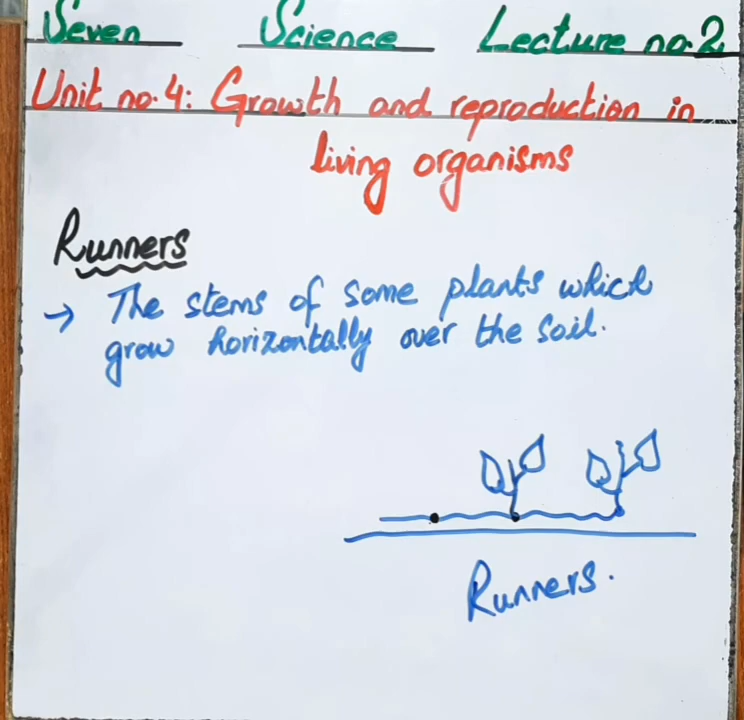 Seven Science Lecture no.2
Unit no.4: Growth and reproduction in
living organisms
Runners
→ The stems of some plants which
grow horizontally over the soil.
Runners.